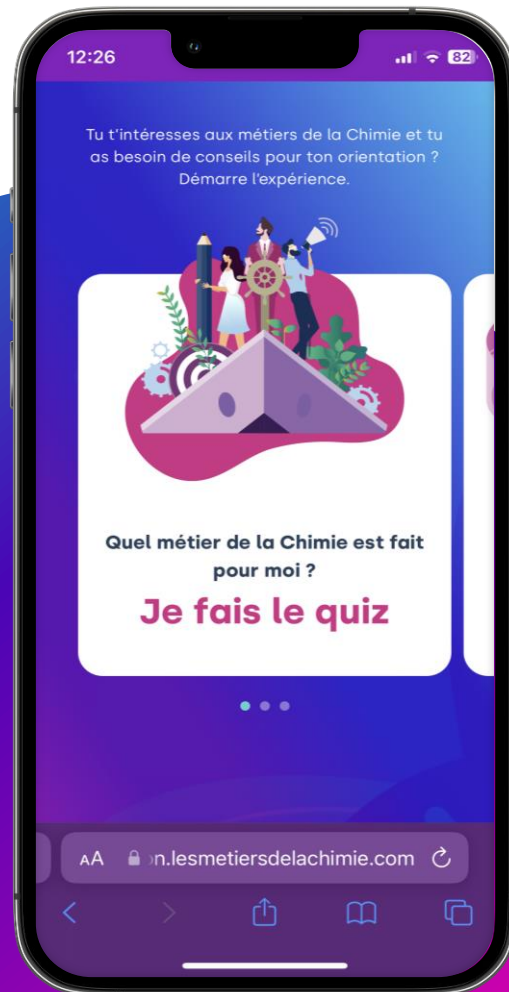 12:26
82
Tu t'intéresses aux métiers de la Chimie et tu
as besoin de conseils pour ton orientation ?
Démarre l'expérience.
Quel métier de la Chimie est fait
pour moi ?
Je fais le quiz
AA n.lesmetiersdelachimie.com